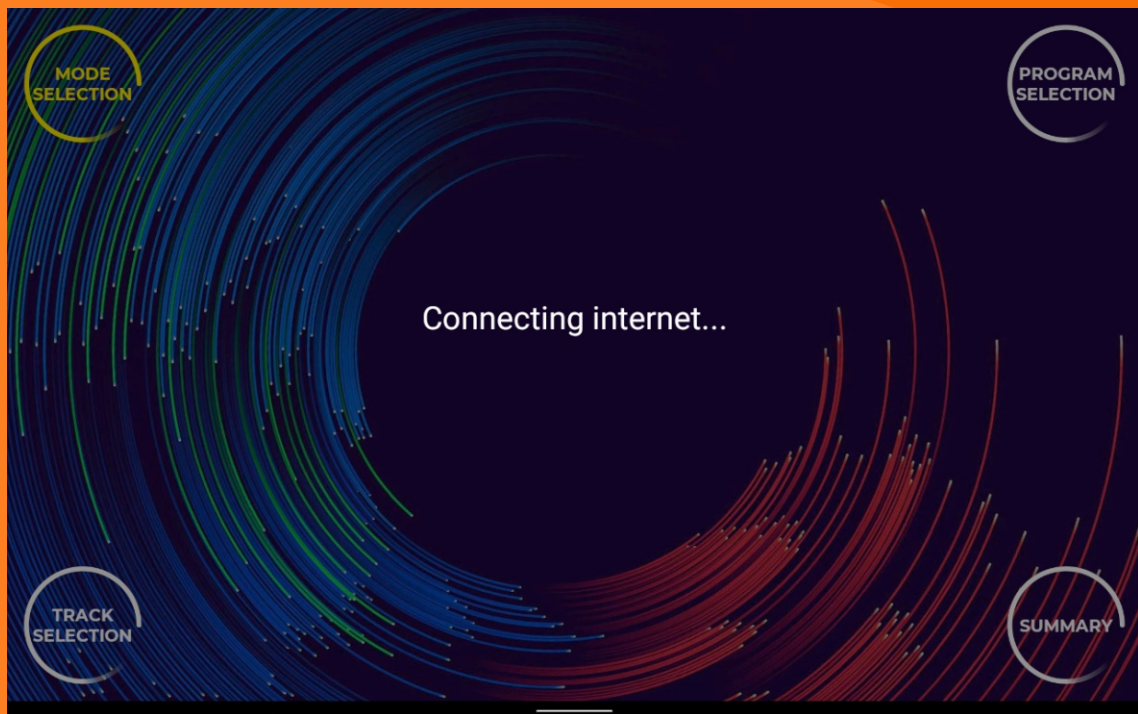 MODE
SELECTION
PROGRAM
SELECTION
Connecting internet...
TRACK
SELECTION
SUMMARY